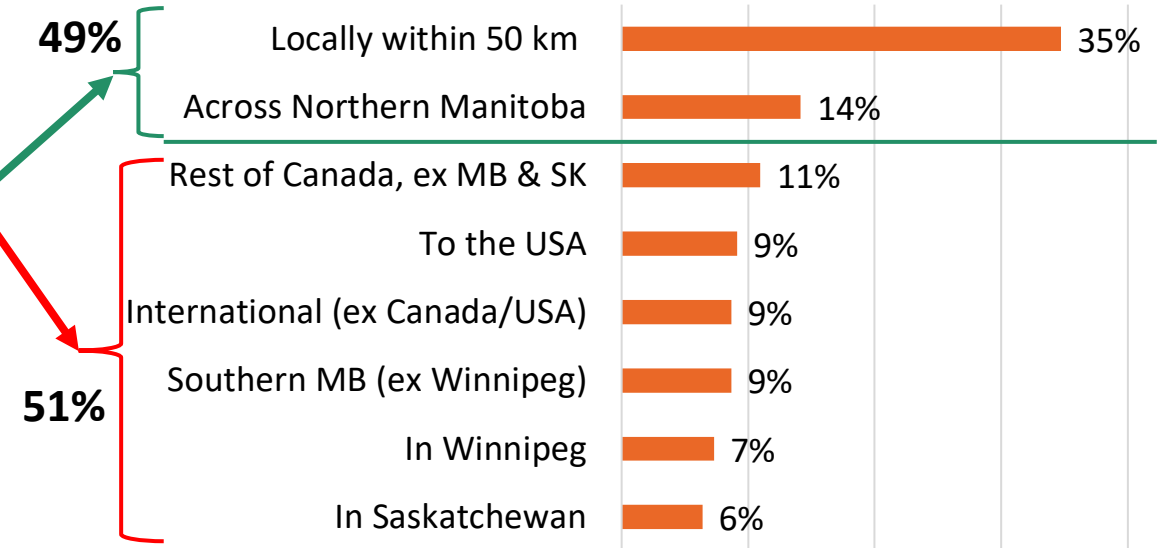 49%
Locally within 50 km 35%
Across Northern Manitoba 14%
Rest of Canada, ex MB & SK 11%
To the USA 9%
International (ex Canada/USA) 9%
Southern MB (ex Winnipeg) 9%
51%
In Winnipeg 7%
In Saskatchewan 6%